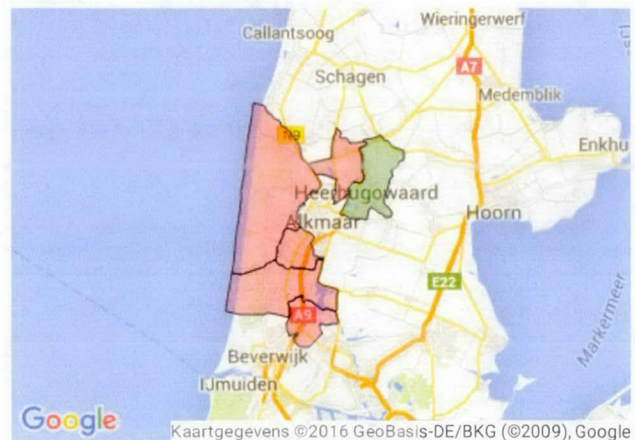 Wieringerwerf
Callantsoog
A7
Schagen
Medemblik
N9
Enkhu
Heerhugowaard
Alkmaar
Hoorn
E22
A9
Markermeer
Beverwijk
IJmuiden
Google
Kaartgegevens ©2016 GeoBasis-DE/BKG (©2009), Google